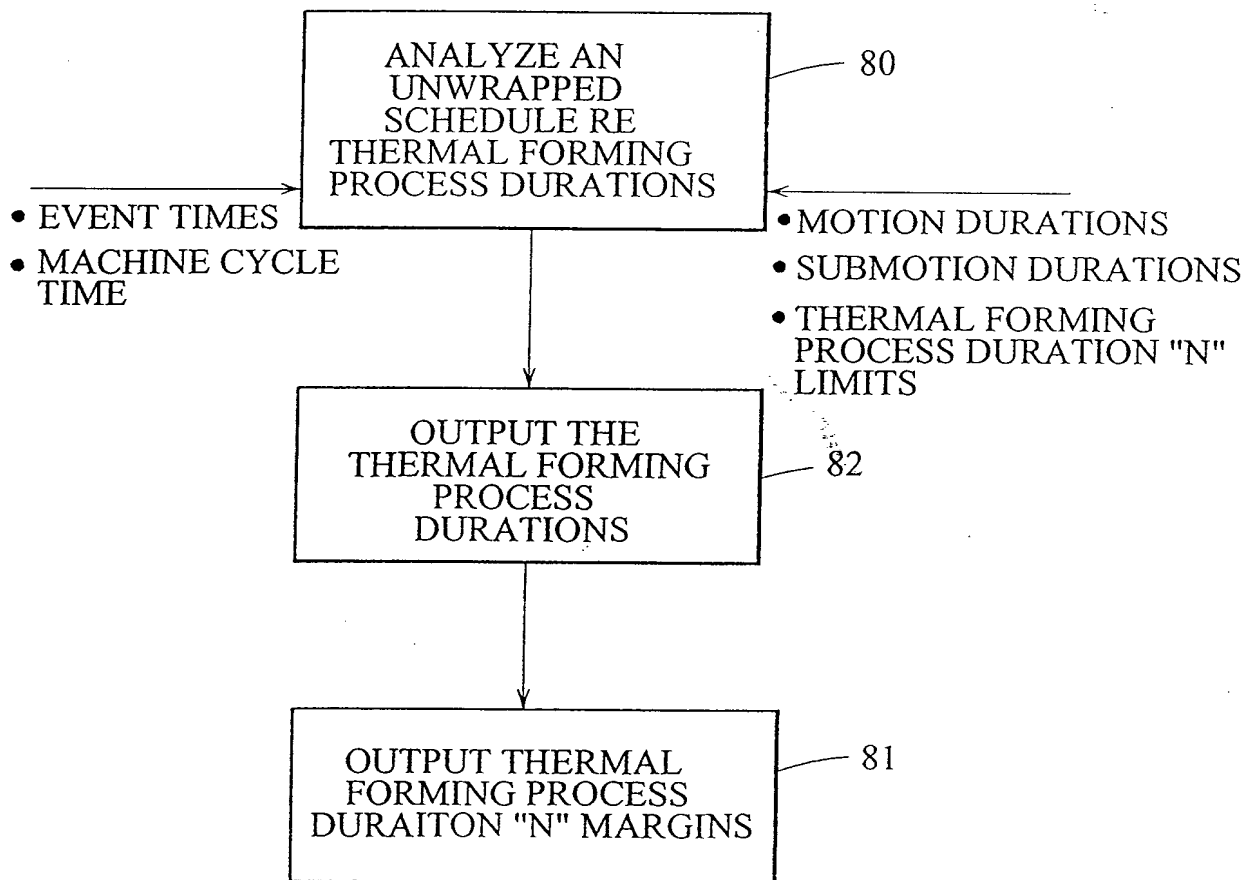 ANALYZE AN
UNWRAPPED
SCHEDULE RE
THERMAL FORMING
PROCESS DURATIONS
80
• EVENT TIMES
• MACHINE CYCLE
TIME
• MOTION DURATIONS
• SUBMOTION DURATIONS
• THERMAL FORMING
PROCESS DURATION "N"
LIMITS
OUTPUT THE
THERMAL FORMING
PROCESS
DURATIONS
82
OUTPUT THERMAL
FORMING PROCESS
DURAITON "N" MARGINS
81